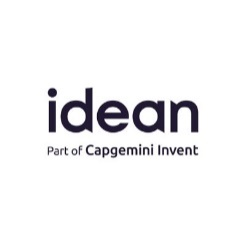 idean
Part of Capgemini Invent